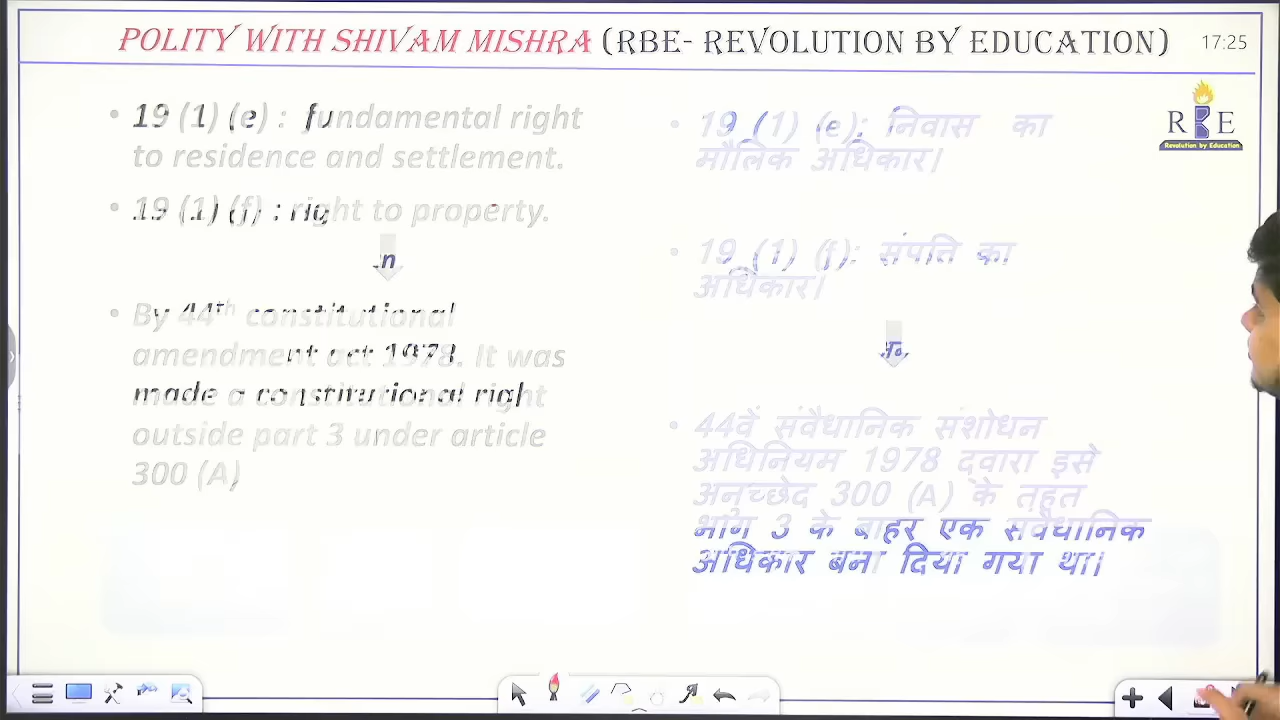 POLITY WITH SHIVAM MISHRA (RBE- REVOLUTION BY EDUCATION)
17:25
R E
Revolution by Education
• 19 (1) (e) : fundamental right
to residence and settlement.
• 19 (1) (f) : right to property.
• By 44th constitutional
amendment act 1978. It was
made a constitutional right
outside part 3 under article
300 (A)
• 19 (1) (e): निवास का
मौलिक अधिकार।
• 19 (1) (f): संपति का
अधिकार।
• 44वें संवैधानिक संशोधन
अधिनियम 1978 द्वारा इसे
अनुच्छेद 300 (A) के तहत
भाग 3 के बाहर एक संवैधानिक
अधिकार बना दिया गया था।